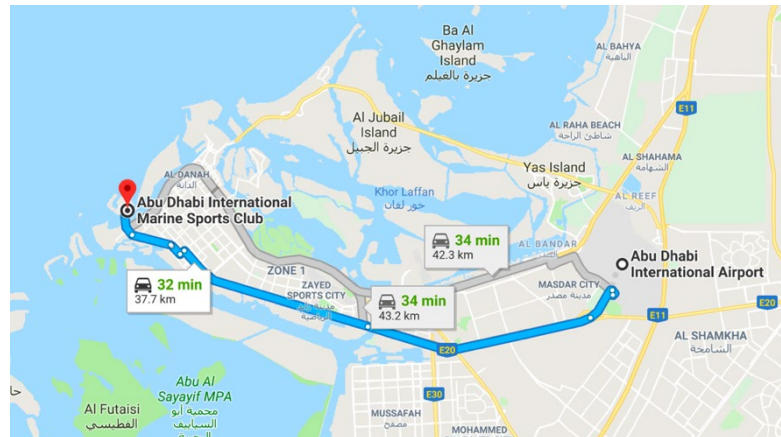 Ba Al
Ghaylam
Island
جزيرة بالغيلم
AL BAHYA
الباهية
E11
Al Jubail
Island
جزيرة الجبيل
AL RAHA BEACH
شاطئ الراحة
Yas Island
جزيرة ياس
AL SHAHAMA
الشهامة
AL DANAH
الدانة
Khor Laffan
خور لفان
AL REEF
الريف
Abu Dhabi International
Marine Sports Club
34 min
42.3 km
AL BANDAR
البندر
Abu Dhabi
International Airport
ZONE 1
32 min
37.7 km
ZAYED
SPORTS CITY
مدينة زايد
الرياضية
34 min
43.2 km
MASDAR CITY
مدينة مصدر
E11
AL SHAMKHA
الشامخة
E20
Abu Al
Sayayif MPA
محمية أبو
السيايف
E30
Al Futaisi
الفطيسي
MUSSAFAH
مصفح
MOHAMMED